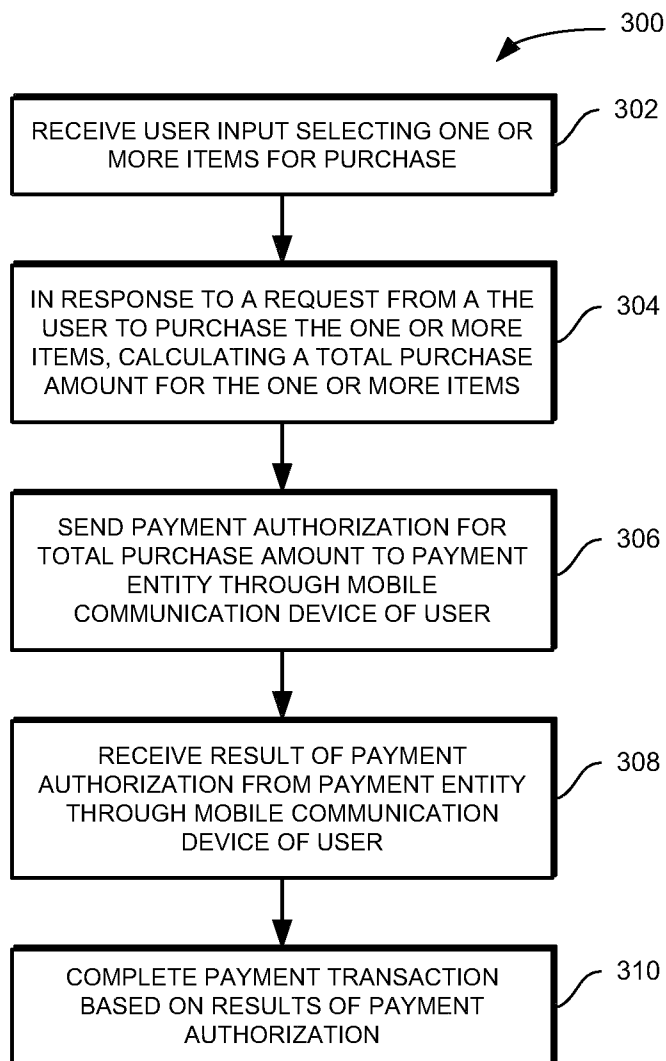 300
RECEIVE USER INPUT SELECTING ONE OR
MORE ITEMS FOR PURCHASE
302
IN RESPONSE TO A REQUEST FROM A THE
USER TO PURCHASE THE ONE OR MORE
ITEMS, CALCULATING A TOTAL PURCHASE
AMOUNT FOR THE ONE OR MORE ITEMS
304
SEND PAYMENT AUTHORIZATION FOR
TOTAL PURCHASE AMOUNT TO PAYMENT
ENTITY THROUGH MOBILE
COMMUNICATION DEVICE OF USER
306
RECEIVE RESULT OF PAYMENT
AUTHORIZATION FROM PAYMENT ENTITY
THROUGH MOBILE COMMUNICATION
DEVICE OF USER
308
COMPLETE PAYMENT TRANSACTION
BASED ON RESULTS OF PAYMENT
AUTHORIZATION
310